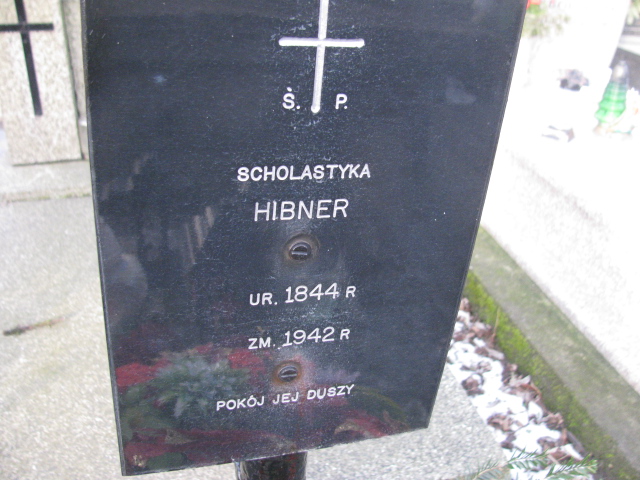 Ś. P.
SCHOLASTYKA
HIBNER
UR. 1844 R
ZM. 1942 R
POKÓJ JEJ DUSZY